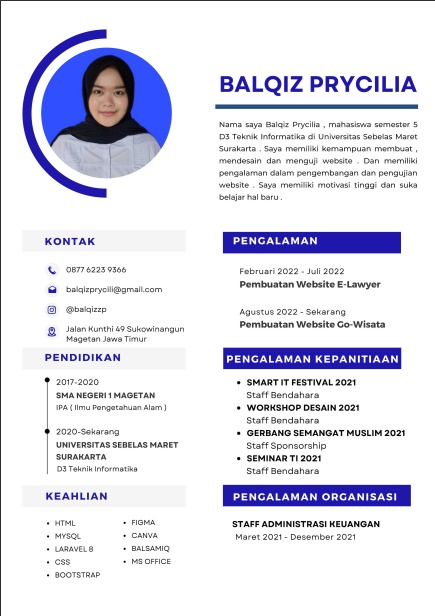 BALQIZ PRYCILIA
Nama saya Balqiz Prycilia , mahasiswa semester 5
D3 Teknik Informatika di Universitas Sebelas Maret
Surakarta . Saya memiliki kemampuan membuat ,
mendesain dan menguji website . Dan memiliki
pengalaman dalam pengembangan dan pengujian
website . Saya memiliki motivasi tinggi dan suka
belajar hal baru .
KONTAK
0877 6223 9366
balqizprycili@gmail.com
@balqizzp
Jalan Kunthi 49 Sukowinangun
Magetan Jawa Timur
PENDIDIKAN
2017-2020
SMA NEGERI 1 MAGETAN
IPA ( Ilmu Pengetahuan Alam )
2020-Sekarang
UNIVERSITAS SEBELAS MARET
SURAKARTA
D3 Teknik Informatika
KEAHLIAN
HTML
MYSQL
LARAVEL 8
CSS
BOOTSTRAP
FIGMA
CANVA
BALSAMIQ
MS OFFICE
PENGALAMAN
Februari 2022 - Juli 2022
Pembuatan Website E-Lawyer
Agustus 2022 - Sekarang
Pembuatan Website Go-Wisata
PENGALAMAN KEPANITIAAN
SMART IT FESTIVAL 2021
Staff Bendahara
WORKSHOP DESAIN 2021
Staff Bendahara
GERBANG SEMANGAT MUSLIM 2021
Staff Sponsorship
SEMINAR TI 2021
Staff Bendahara
PENGALAMAN ORGANISASI
STAFF ADMINISTRASI KEUANGAN
Maret 2021 - Desember 2021